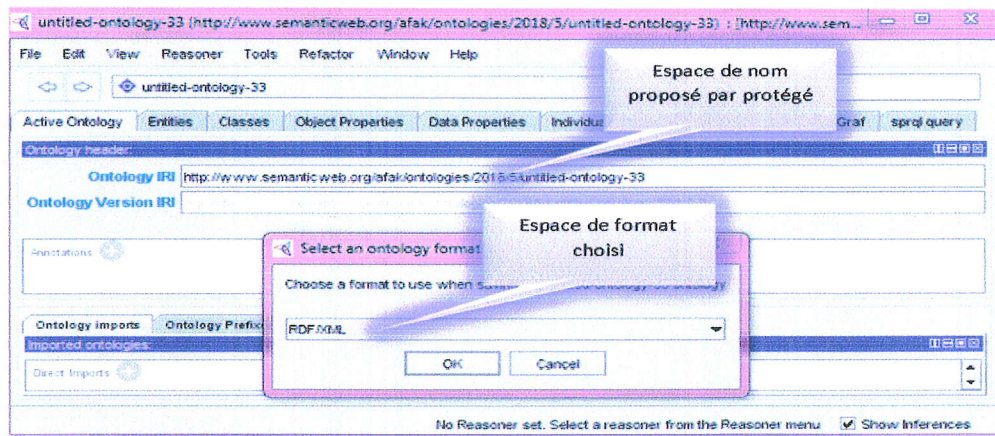 untitled-ontology-33 (http://www.semanticweb.org/afak/ontologies/2018/5/untitled-ontology-33) : [http://www.sem...
File Edit View Reasoner Tools Refactor Window Help
untitled-ontology-33
Espace de nom
proposé par protégé
Active Ontology Entities Classes Object Properties Data Properties Individu Graf sprql query
Ontology header:
Ontology IRI http://www.semanticweb.org/afak/ontologies/2018/5/untitled-ontology-33
Ontology Version IRI
Espace de format
choisi
Annotations
Select an ontology format
Choose a format to use when
RDF/XML
OK Cancel
Ontology imports Ontology Prefix
Imported ontologies:
Direct Imports
No Reasoner set. Select a reasoner from the Reasoner menu Show Inferences